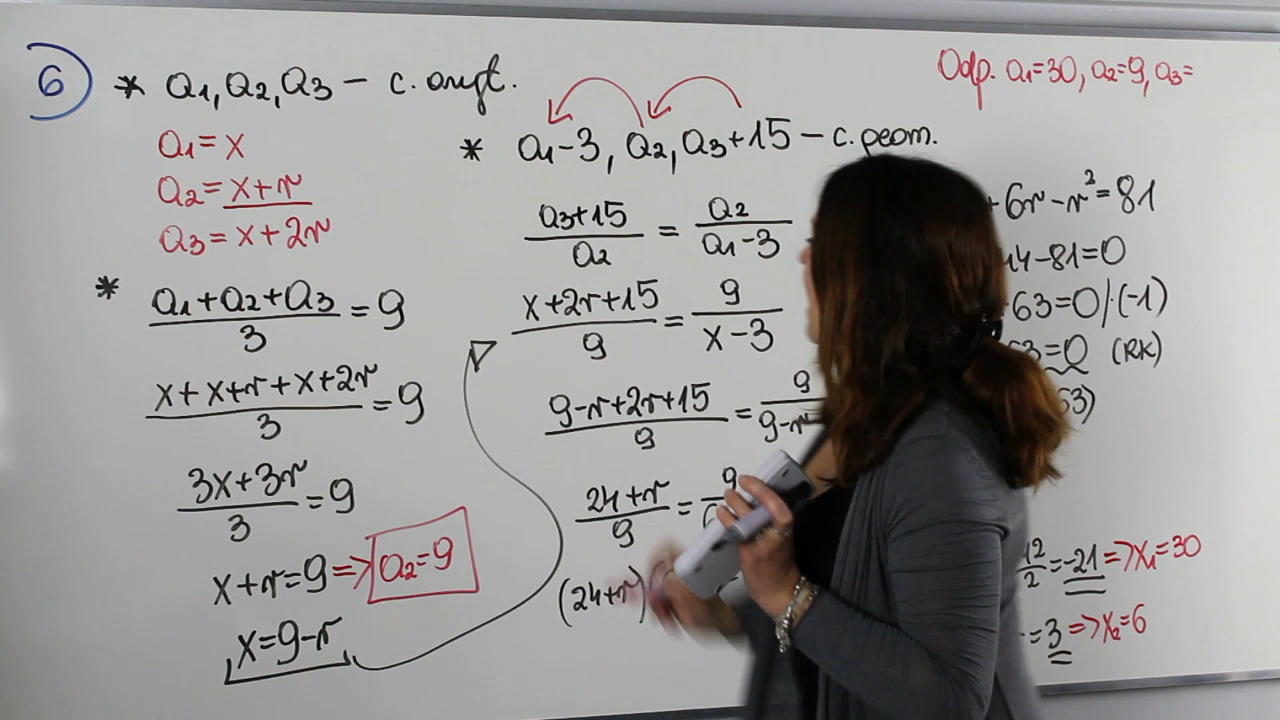 6 * a1, a2, a3 – c. aryt.
a1 = x
a2 = x+r
a3 = x+2r
* (a1+a2+a3)/3 = 9
(x+x+r+x+2r)/3 = 9
(3x+3r)/3 = 9
x+r=9 => a2=9
x=9-r
* a1-3, a2, a3+15 – c. geom.
(a3+15)/a2 = a2/(a1-3)
(x+2r+15)/9 = 9/(x-3)
(9-r+2r+15)/9 = 9/(9-r
(24+r)/9 = 9/
(24+r)
Odp. a1=30, a2=9, a3=
+6r-r²=81
14-81=0
63=0 /·(-1)
63=0 (RK)
63)
12/2 = -21 => x1=30
=3 => x2=6